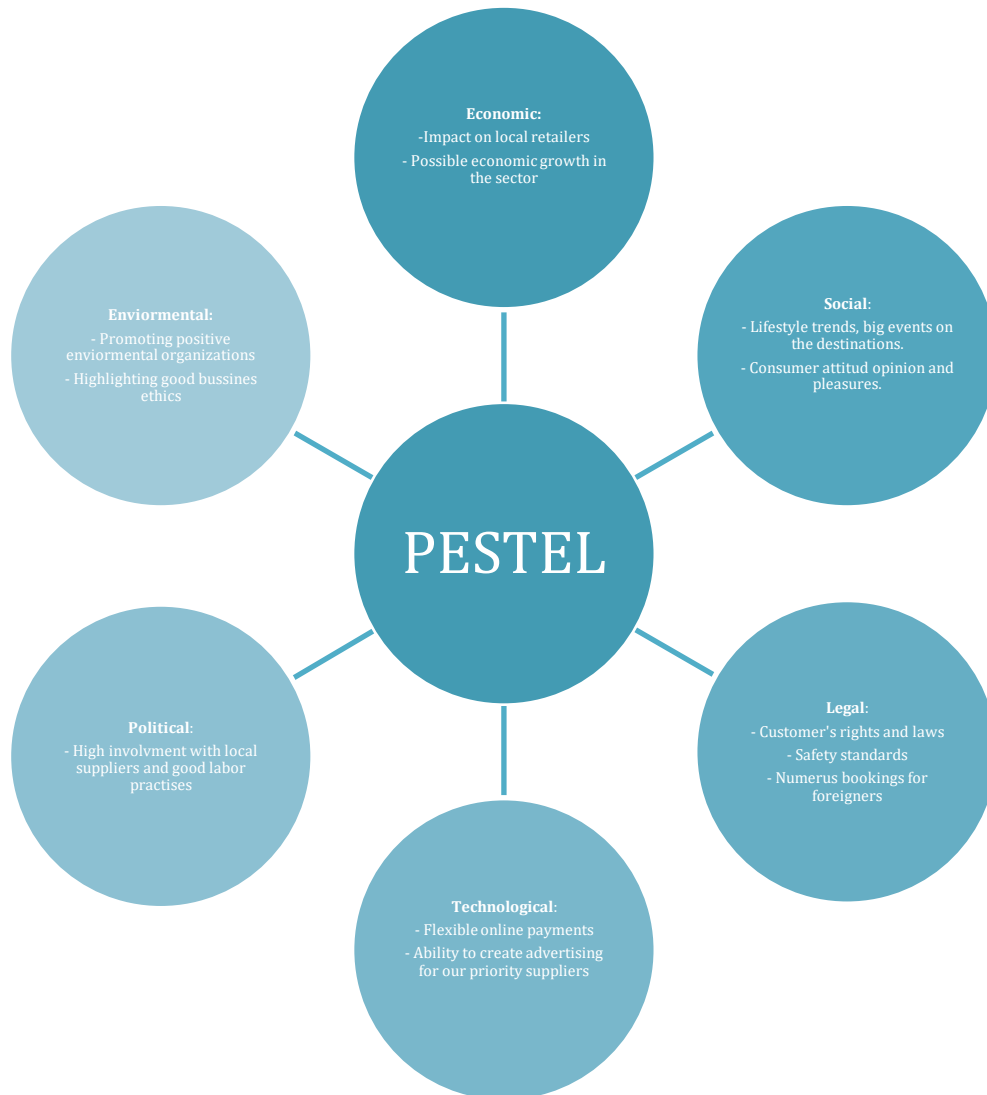 Economic:
-Impact on local retailers
- Possible economic growth in
the sector
Social:
- Lifestyle trends, big events on
the destinations.
- Consumer attitud opinion and
pleasures.
Enviormental:
- Promoting positive
enviormental organizations
- Highlighting good bussines
ethics
PESTEL
Legal:
- Customer's rights and laws
- Safety standards
- Numerus bookings for
foreigners
Political:
- High involvment with local
suppliers and good labor
practises
Technological:
- Flexible online payments
- Ability to create advertising
for our priority suppliers